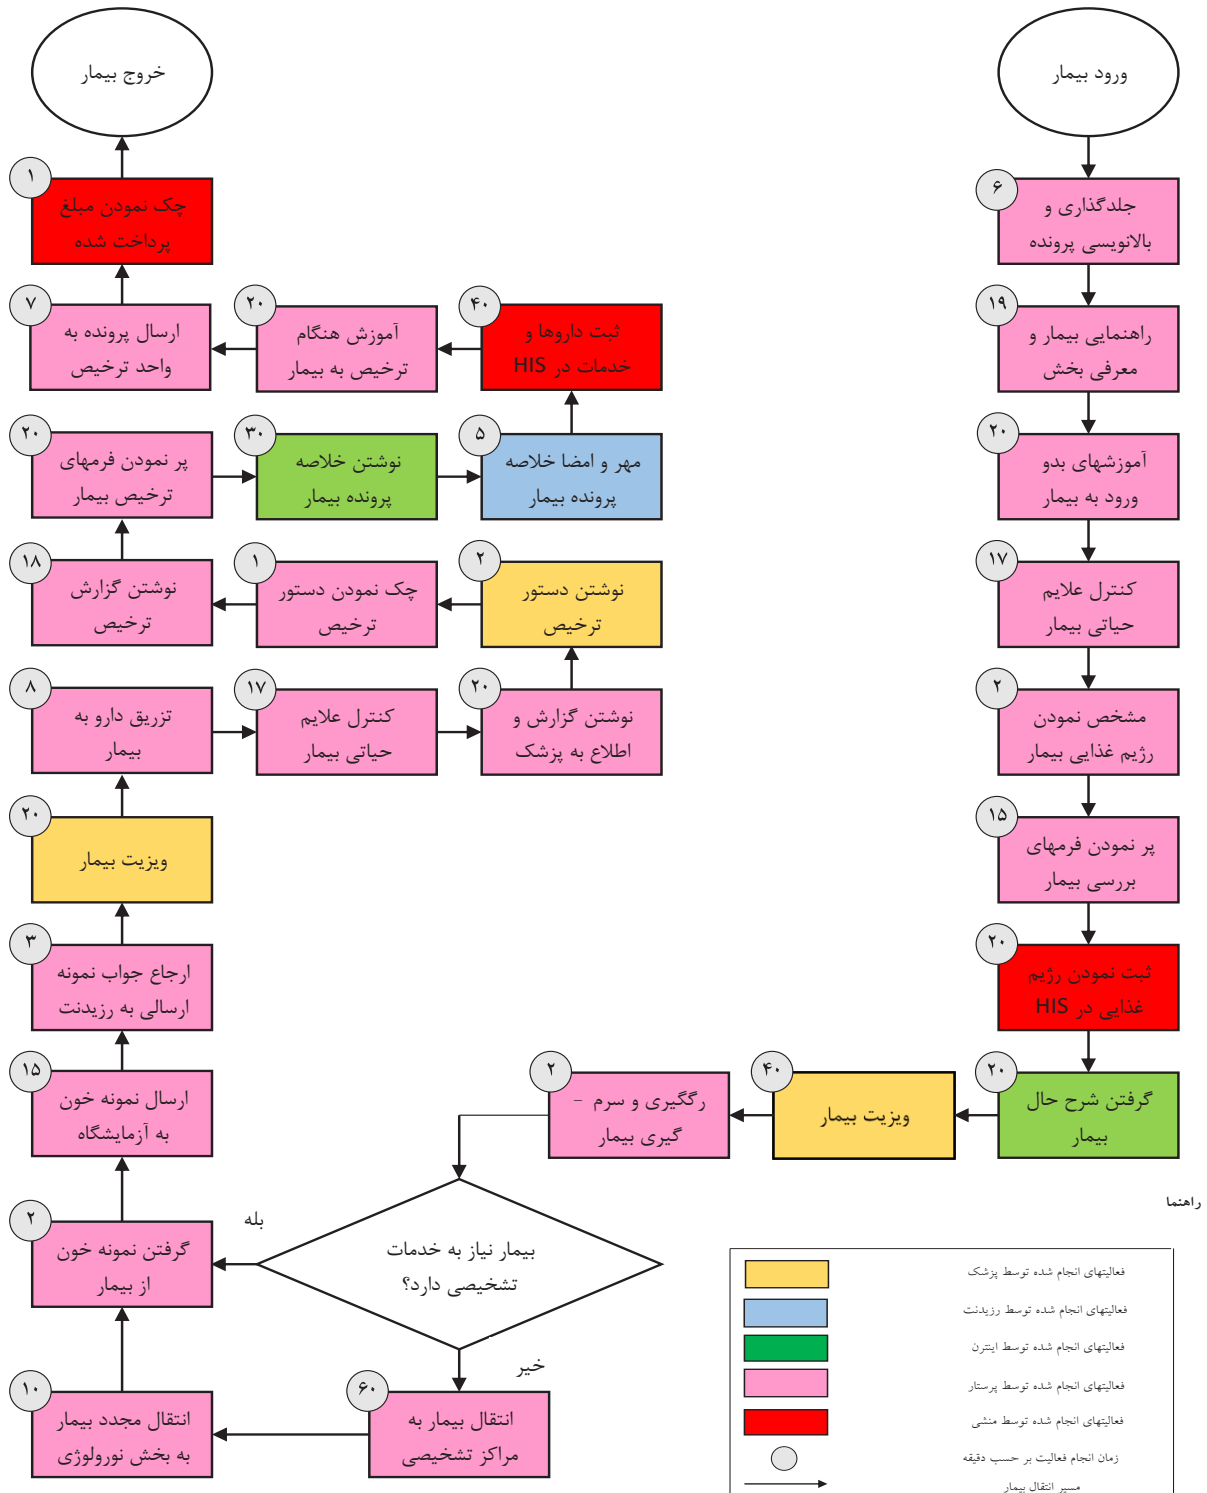 ورود بیمار
۶
جلدگذاری و
بالانویسی پرونده
۱۹
راهنمایی بیمار و
معرفی بخش
۲۰
آموزشهای بدو
ورود به بیمار
۱۷
کنترل علایم
حیاتی بیمار
۲
مشخص نمودن
رژیم غذایی بیمار
۱۵
پر نمودن فرمهای
بررسی بیمار
۲۰
ثبت نمودن رژیم
غذایی در HIS
۲۰
گرفتن شرح حال
بیمار
۴۰
ویزیت بیمار
۲
رگگیری و سرم –
گیری بیمار
بیمار نیاز به خدمات
تشخیصی دارد؟
بله
خیر
۶۰
انتقال بیمار به
مراکز تشخیصی
۱۰
انتقال مجدد بیمار
به بخش نورولوژی
۲
گرفتن نمونه خون
از بیمار
۱۵
ارسال نمونه خون
به آزمایشگاه
۳
ارجاع جواب نمونه
ارسالی به رزیدنت
۲۰
ویزیت بیمار
۸
تزریق دارو به
بیمار
۱۷
کنترل علایم
حیاتی بیمار
۲۰
نوشتن گزارش و
اطلاع به پزشک
۲
نوشتن دستور
ترخیص
۱
چک نمودن دستور
ترخیص
۱۸
نوشتن گزارش
ترخیص
۲۰
پر نمودن فرمهای
ترخیص بیمار
۳۰
نوشتن خلاصه
پرونده بیمار
۵
مهر و امضا خلاصه
پرونده بیمار
۴۰
ثبت داروها و
خدمات در HIS
۲۰
آموزش هنگام
ترخیص به بیمار
۷
ارسال پرونده به
واحد ترخیص
۱
چک نمودن مبلغ
پرداخت شده
خروج بیمار
راهنما
فعالیتهای انجام شده توسط پزشک
فعالیتهای انجام شده توسط رزیدنت
فعالیتهای انجام شده توسط اینترن
فعالیتهای انجام شده توسط پرستار
فعالیتهای انجام شده توسط منشی
زمان انجام فعالیت بر حسب دقیقه
مسیر انتقال بیمار